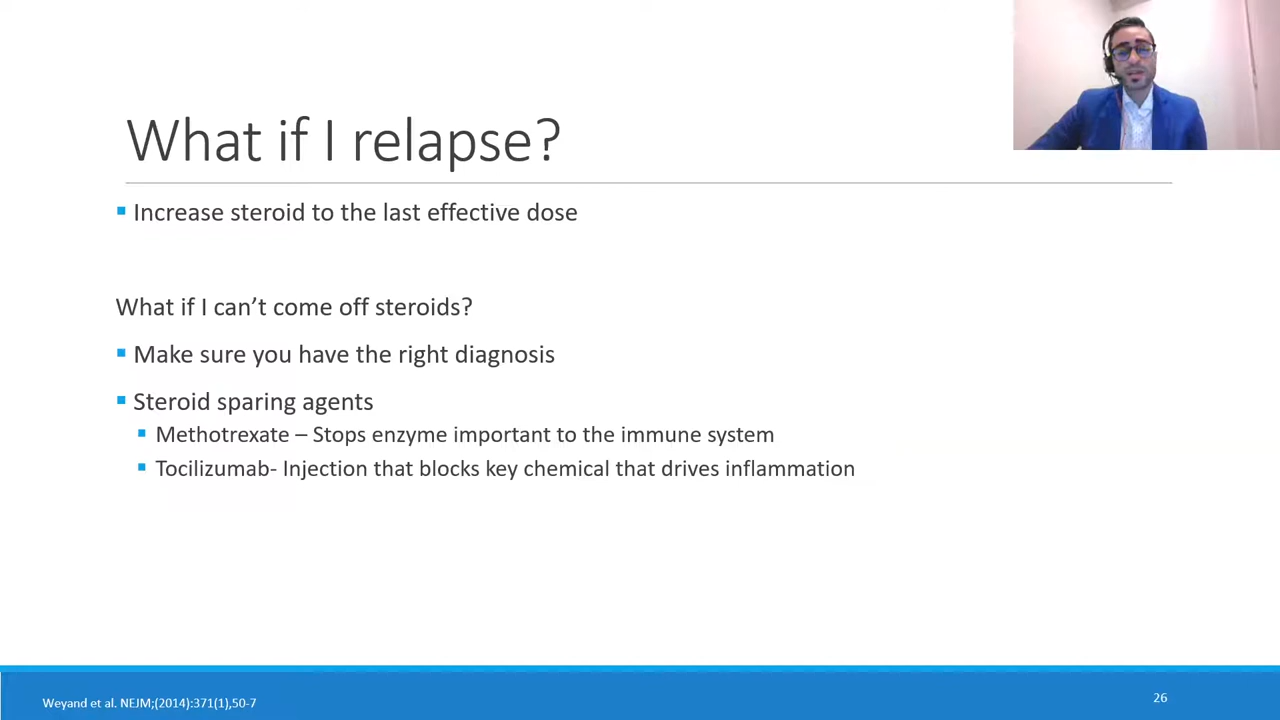 What if I relapse?
▪ Increase steroid to the last effective dose
What if I can’t come off steroids?
▪ Make sure you have the right diagnosis
▪ Steroid sparing agents
▪ Methotrexate – Stops enzyme important to the immune system
▪ Tocilizumab- Injection that blocks key chemical that drives inflammation
Weyand et al. NEJM;(2014):371(1),50-7
26